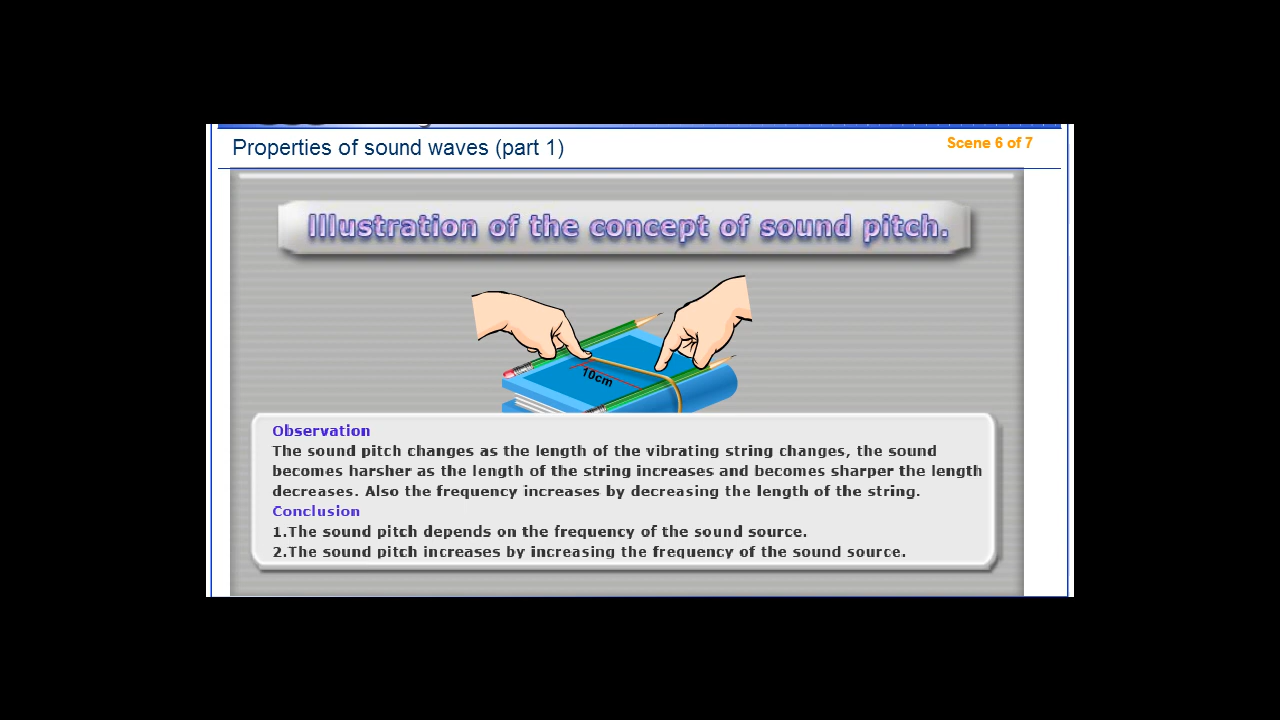 Properties of sound waves (part 1)
Scene 6 of 7
Illustration of the concept of sound pitch.
10cm
Observation
The sound pitch changes as the length of the vibrating string changes, the sound
becomes harsher as the length of the string increases and becomes sharper the length
decreases. Also the frequency increases by decreasing the length of the string.
Conclusion
1.The sound pitch depends on the frequency of the sound source.
2.The sound pitch increases by increasing the frequency of the sound source.